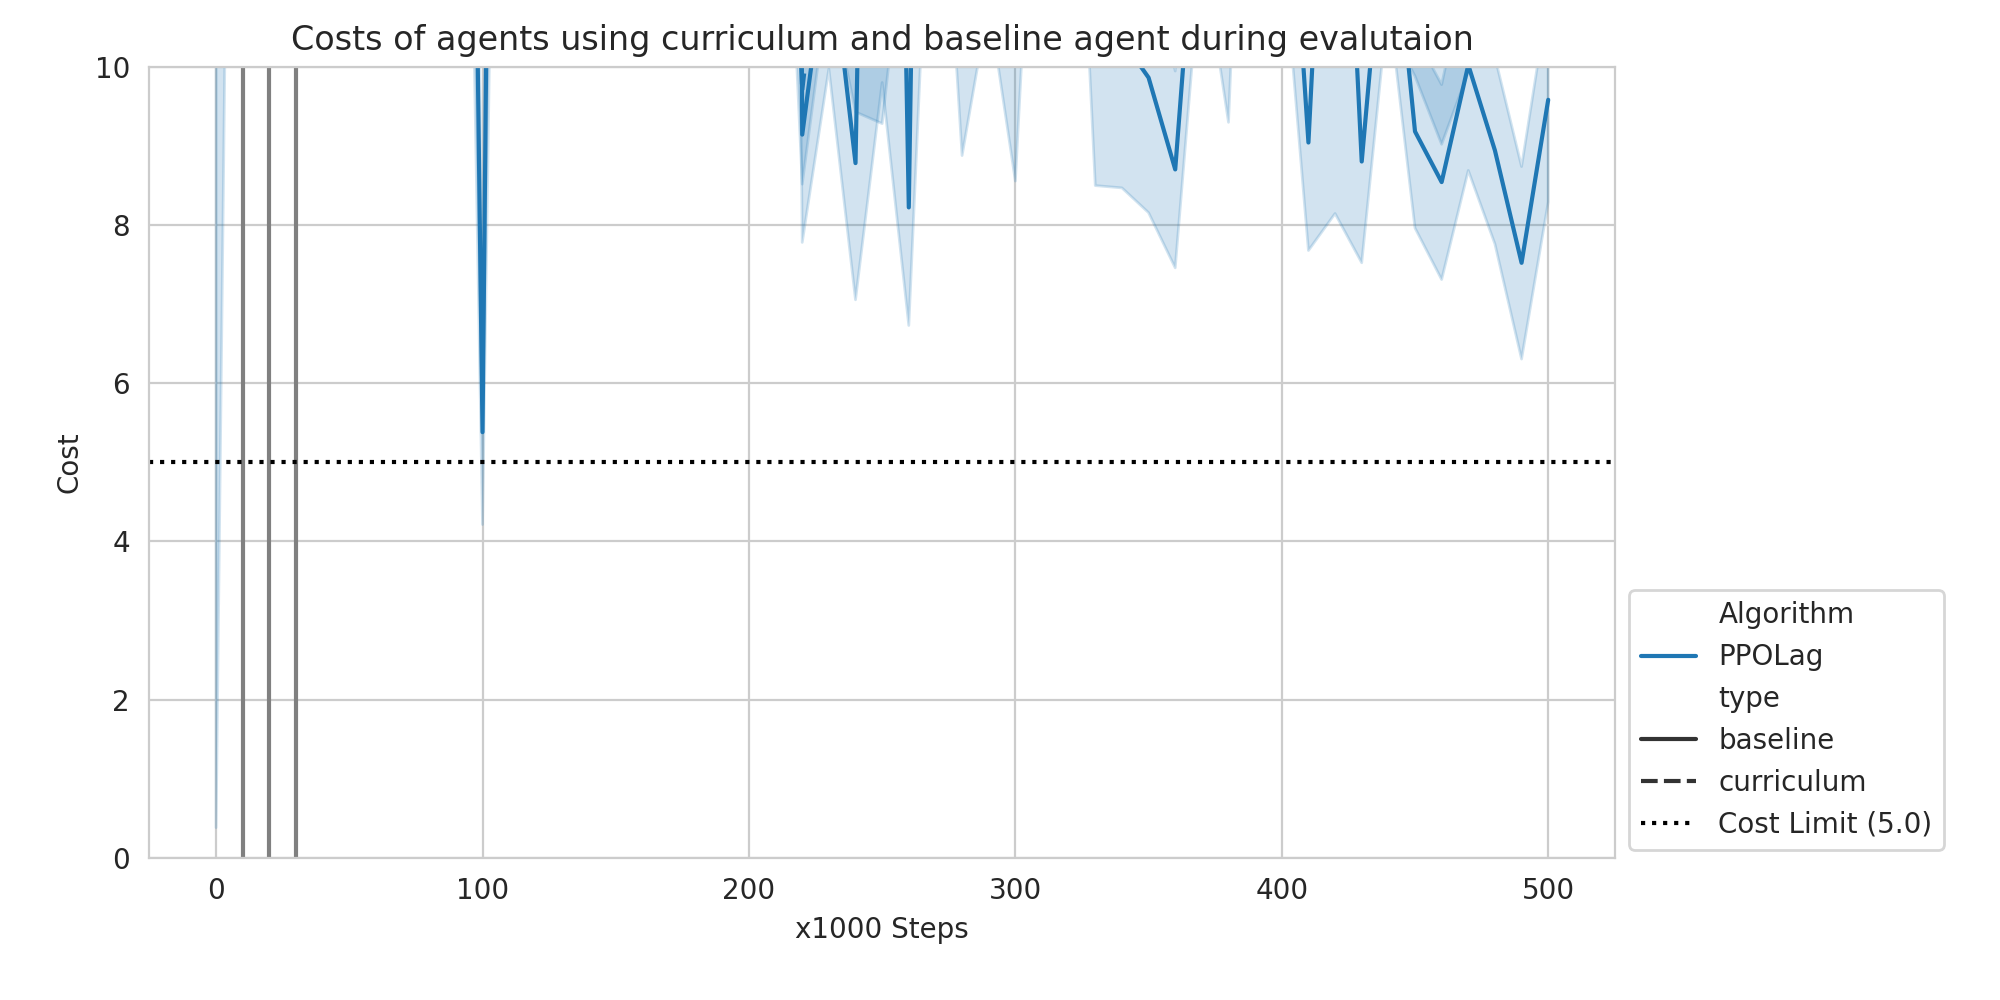 Costs of agents using curriculum and baseline agent during evalutaion
10
8
6
4
2
0
Cost
0 100 200 300 400 500
x1000 Steps
Algorithm
PPOLag
type
baseline
curriculum
Cost Limit (5.0)